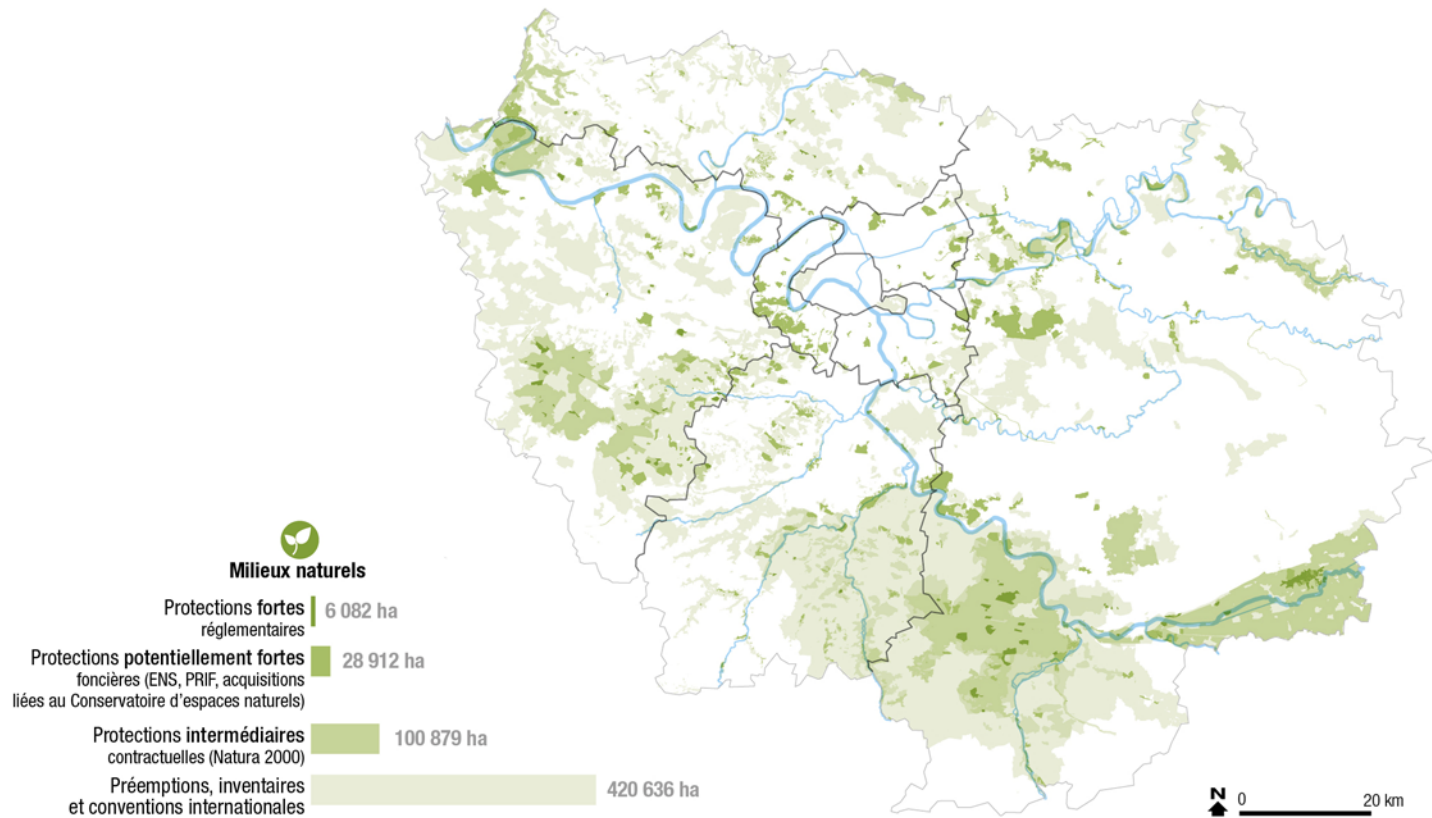 Milieux naturels
Protections fortes
réglementaires
6 082 ha
Protections potentiellement fortes
foncières (ENS, PRIF, acquisitions
liées au Conservatoire d'espaces naturels)
28 912 ha
Protections intermédiaires
contractuelles (Natura 2000)
100 879 ha
Préemptions, inventaires
et conventions internationales
420 636 ha
N
0
20 km